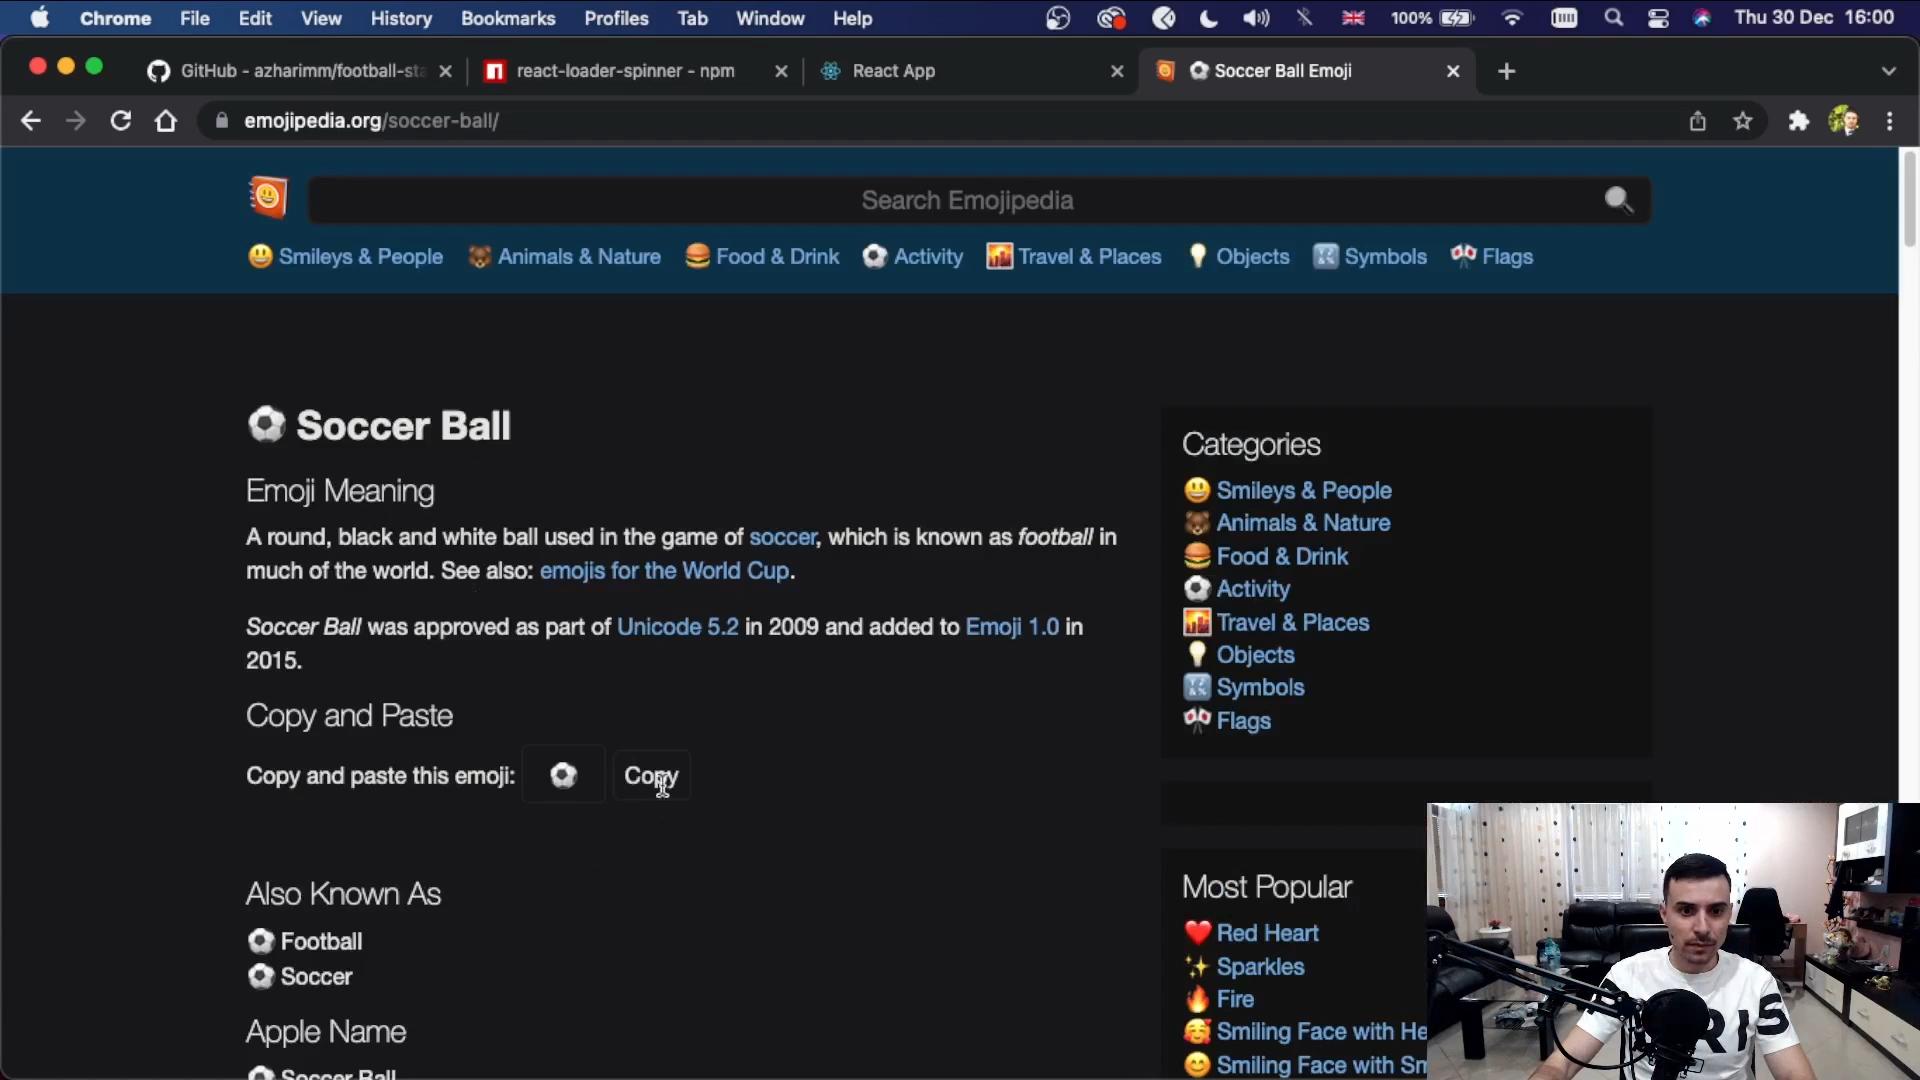 Chrome File Edit View History Bookmarks Profiles Tab Window Help 100% Thu 30 Dec 16:00
GitHub - azharimm/football-sta react-loader-spinner - npm React App ⚽ Soccer Ball Emoji
emojipedia.org/soccer-ball/
Search Emojipedia
Smileys & People Animals & Nature Food & Drink Activity Travel & Places Objects Symbols Flags
⚽ Soccer Ball
Emoji Meaning
A round, black and white ball used in the game of soccer, which is known as football in
much of the world. See also: emojis for the World Cup.
Soccer Ball was approved as part of Unicode 5.2 in 2009 and added to Emoji 1.0 in
2015.
Copy and Paste
Copy and paste this emoji: ⚽ Copy
Also Known As
⚽ Football
⚽ Soccer
Apple Name
⚽ Soccer Ball
Categories
Smileys & People
Animals & Nature
Food & Drink
Activity
Travel & Places
Objects
Symbols
Flags
Most Popular
Red Heart
Sparkles
Fire
Smiling Face with He
Smiling Face with Sm
RIS